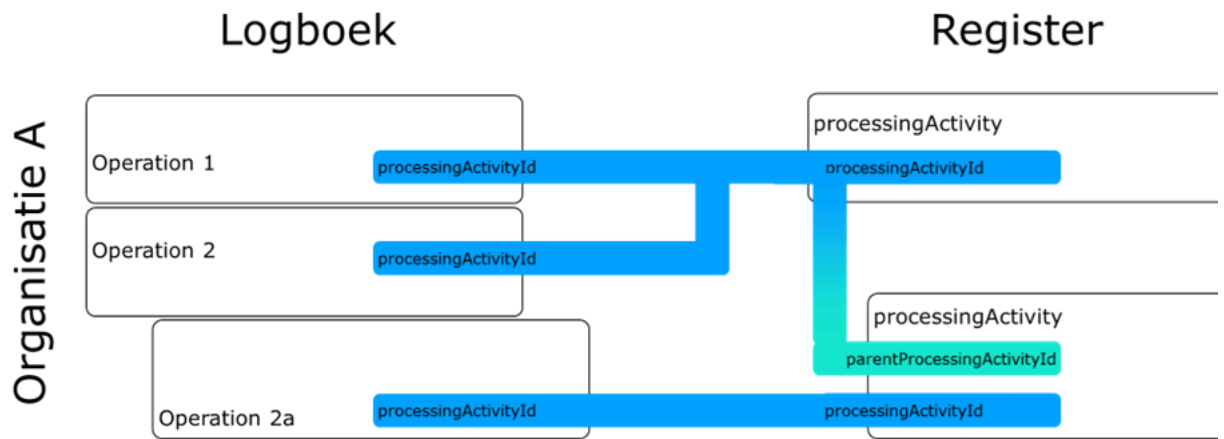 Logboek
Register
Organisatie A
processingActivity
Operation 1
processingActivityId
processingActivityId
Operation 2
processingActivityId
processingActivity
parentProcessingActivityId
Operation 2a
processingActivityId
processingActivityId